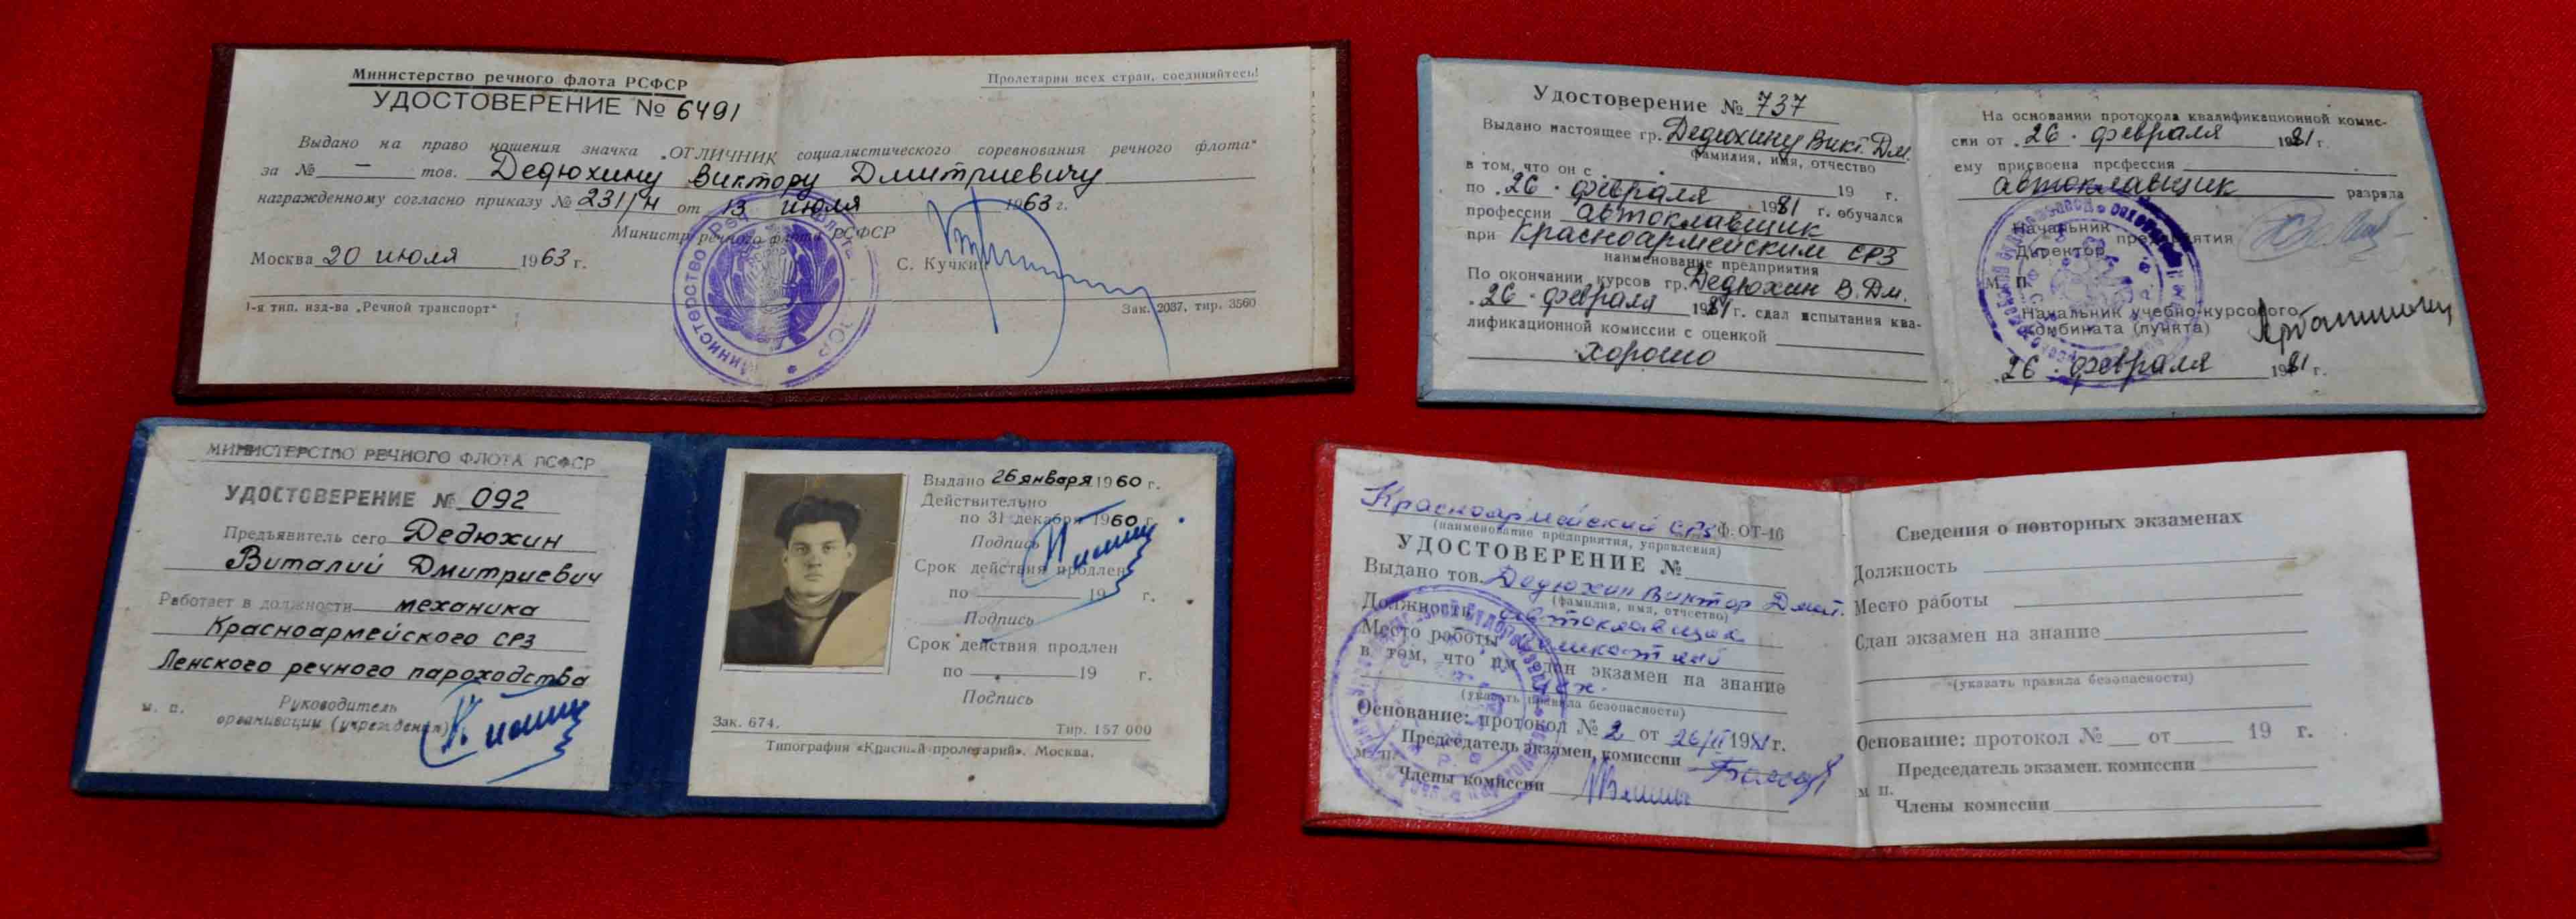 Министерство речного флота РСФСР
УДОСТОВЕРЕНИЕ № 6491
Пролетарии всех стран, соединяйтесь!
Выдано на право ношения значка „ОТЛИЧНИК социалистического соревнования речного флота"
за № — тов. Дедюхину Виктору Дмитриевичу
награжденному согласно приказу № 231/н от 13 июля 1963 г.
Министр речного флота РСФСР
Москва 20 июля 1963 г.
С. Кучкин
1-я тип. изд-ва „Речной транспорт"
Зак. 2037, тир. 3560
Удостоверение № 737
Выдано настоящее гр. Дедюхину Викт. Дм.
фамилия, имя, отчество
в том, что он с 19 г.
по „26 . февраля 1981 г. обучался
профессии автоклавщик
при Красноармейским СРЗ
наименование предприятия
По окончании курсов гр. Дедюхин В. Дм.
„26 . февраля 1981 г. сдал испытания ква-
лификационной комиссии с оценкой
хорошо
На основании протокола квалификационной комис-
сии от „26 . февраля 1981 г.
ему присвоена профессия
автоклавщик разряда
Начальник
предприятия
Директор
М. П.
Начальник учебно-курсового
комбината (пункта)
„26 . февраля 1981 г.
МИНИСТЕРСТВО РЕЧНОГО ФЛОТА РСФСР
УДОСТОВЕРЕНИЕ № 092
Предъявитель сего Дедюхин
Виталий Дмитриевич
Работает в должности механика
Красноармейского СРЗ
Ленского речного пароходства
Руководитель
м. п. организации (учреждения)
Выдано 26 января 1960 г.
Действительно
по 31 декабря 1960 г.
Подпись
Срок действия продлен
по 19 г.
Подпись
Срок действия продлен
по 19 г.
Подпись
Зак. 674. Тир. 157 000
Типография «Красный пролетарий». Москва.
Красноармейский СРЗ Ф. ОТ-16
(наименование предприятия, управления)
УДОСТОВЕРЕНИЕ №
Выдано тов. Дедюхин Виктор Дмит.
(фамилия, имя, отчество)
Должность автоклавщик
Место работы
в том, что им сдан экзамен на знание
(указать правила безопасности)
Основание: протокол № 2 от 26/II 1981 г.
Председатель экзамен. комиссии
м. п.
Члены комиссии
Сведения о повторных экзаменах
Должность
Место работы
Сдал экзамен на знание
(указать правила безопасности)
Основание: протокол № от 19 г.
Председатель экзамен. комиссии
м п.
Члены комиссии